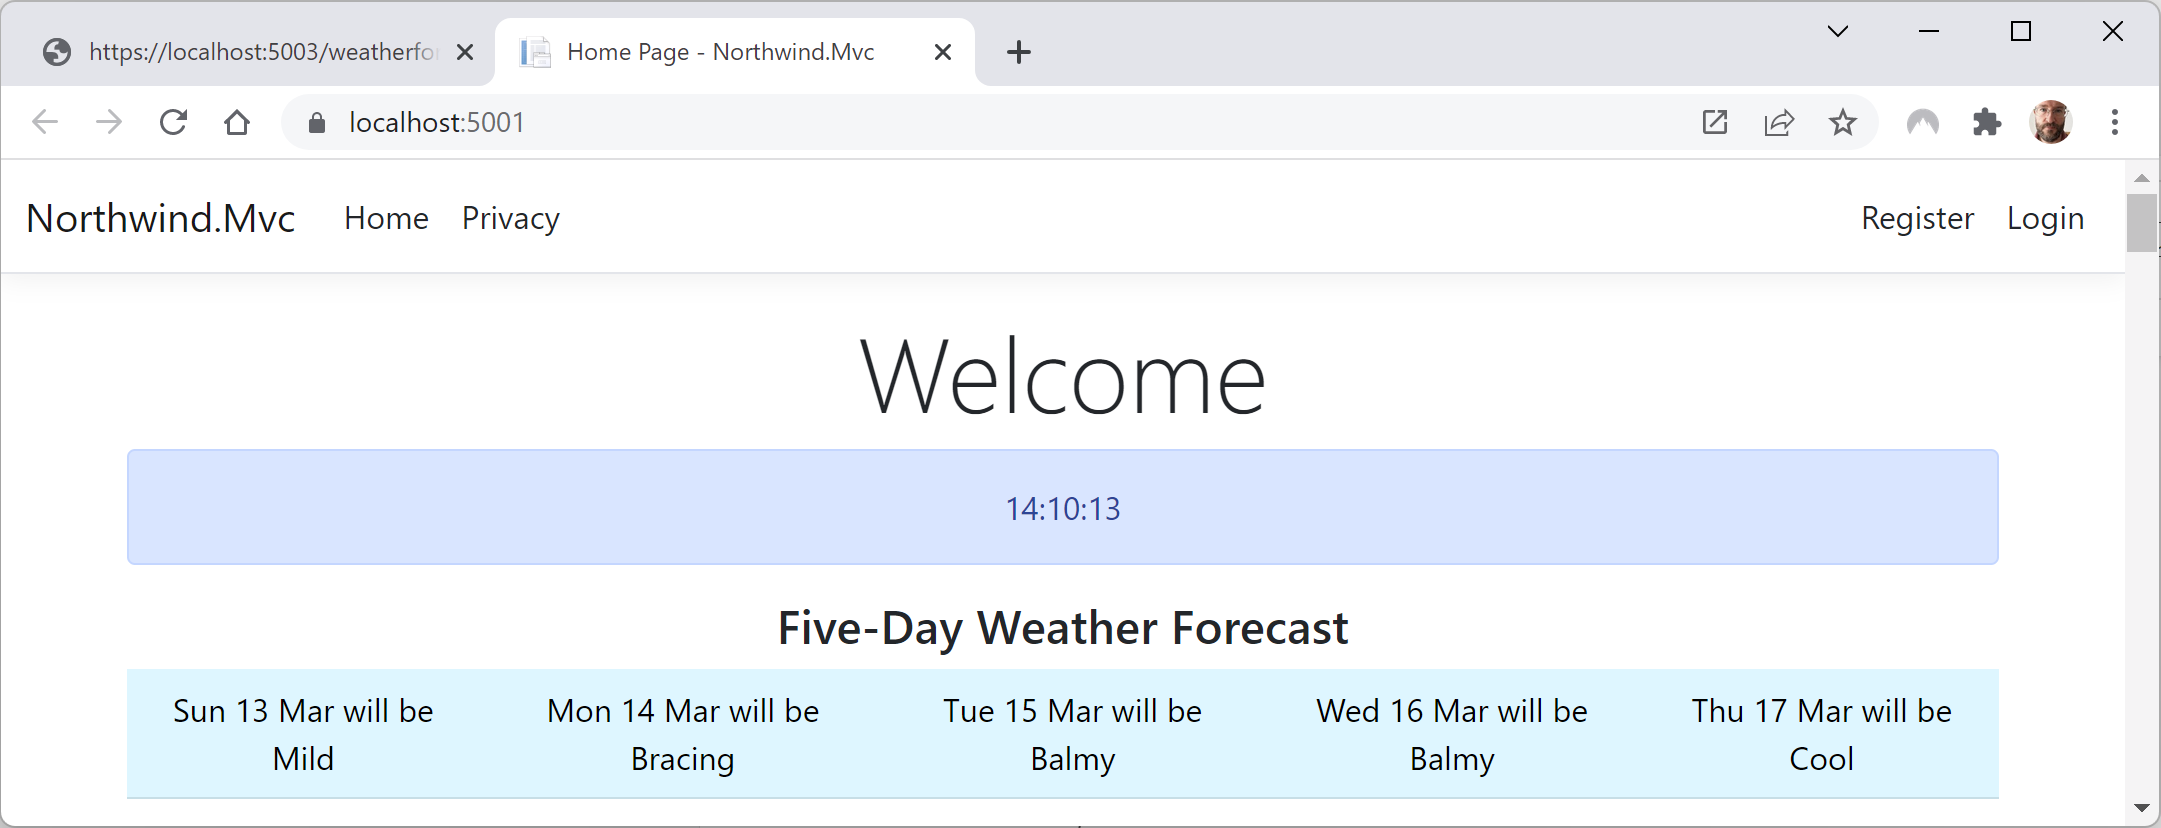 https://localhost:5003/weatherfo
Home Page - Northwind.Mvc
localhost:5001
Northwind.Mvc Home Privacy Register Login
Welcome
14:10:13
Five-Day Weather Forecast
Sun 13 Mar will be Mild
Mon 14 Mar will be Bracing
Tue 15 Mar will be Balmy
Wed 16 Mar will be Balmy
Thu 17 Mar will be Cool